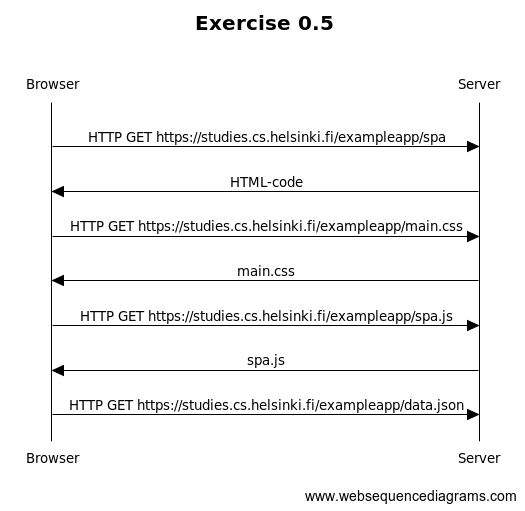 Exercise 0.5
Browser
Server
HTTP GET https://studies.cs.helsinki.fi/exampleapp/spa
HTML-code
HTTP GET https://studies.cs.helsinki.fi/exampleapp/main.css
main.css
HTTP GET https://studies.cs.helsinki.fi/exampleapp/spa.js
spa.js
HTTP GET https://studies.cs.helsinki.fi/exampleapp/data.json
Browser
Server
www.websequencediagrams.com